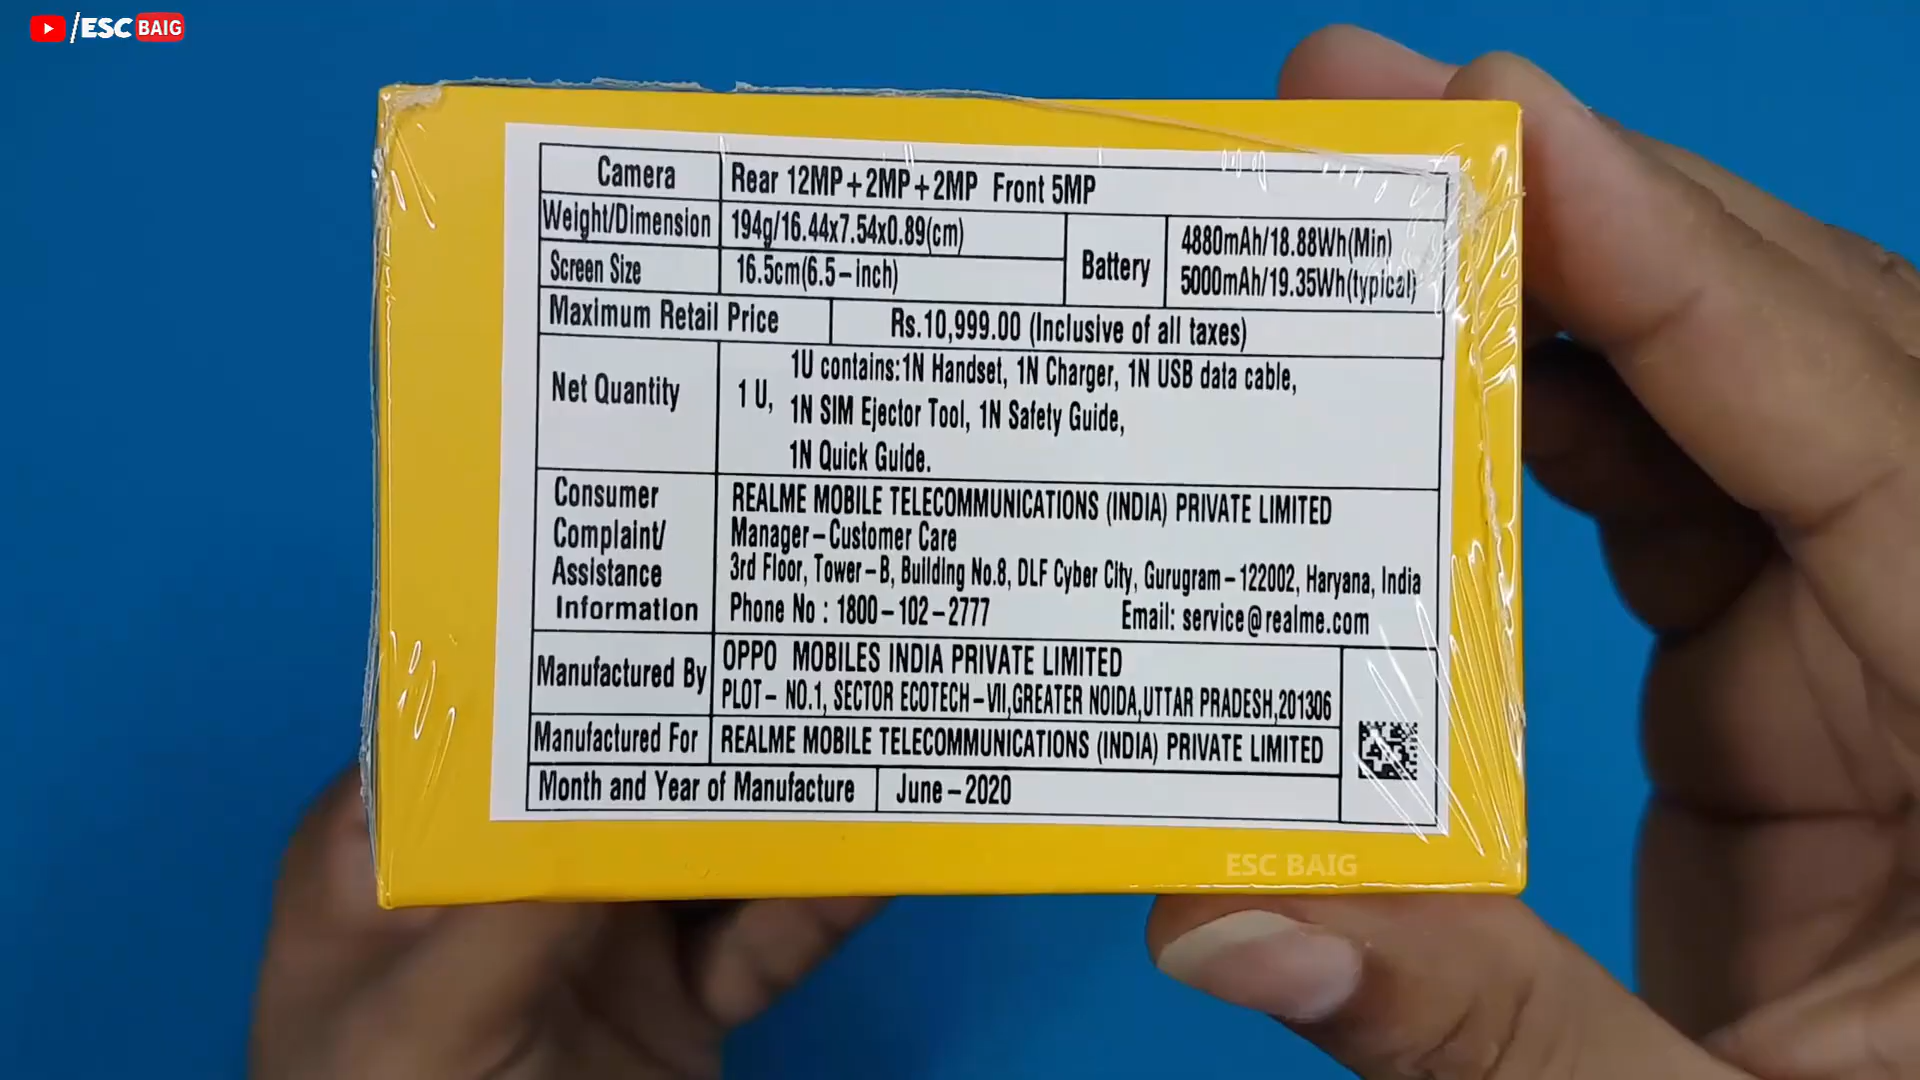 /ESC BAIG
Camera Rear 12MP+2MP+2MP Front 5MP
Weight/Dimension 194g/16.44x7.54x0.89(cm)
Screen Size 16.5cm(6.5-inch)
Battery 4880mAh/18.88Wh(Min)
5000mAh/19.35Wh(typical)
Maximum Retail Price Rs.10,999.00 (Inclusive of all taxes)
Net Quantity 1 U, 1U contains:1N Handset, 1N Charger, 1N USB data cable,
1N SIM Ejector Tool, 1N Safety Guide,
1N Quick Guide.
Consumer
Complaint/
Assistance
Information
REALME MOBILE TELECOMMUNICATIONS (INDIA) PRIVATE LIMITED
Manager-Customer Care
3rd Floor, Tower-B, Building No.8, DLF Cyber City, Gurugram-122002, Haryana, India
Phone No : 1800-102-2777 Email: service@realme.com
Manufactured By OPPO MOBILES INDIA PRIVATE LIMITED
PLOT- NO.1, SECTOR ECOTECH-VII,GREATER NOIDA,UTTAR PRADESH,201306
Manufactured For REALME MOBILE TELECOMMUNICATIONS (INDIA) PRIVATE LIMITED
Month and Year of Manufacture June-2020
ESC BAIG